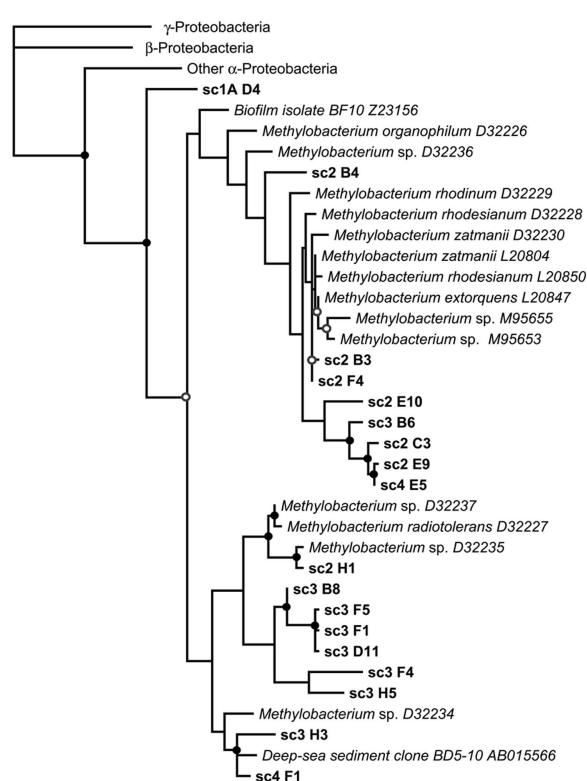 γ-Proteobacteria
β-Proteobacteria
Other α-Proteobacteria
sc1A D4
Biofilm isolate BF10 Z23156
Methylobacterium organophilum D32226
Methylobacterium sp. D32236
sc2 B4
Methylobacterium rhodinum D32229
Methylobacterium rhodesianum D32228
Methylobacterium zatmanii D32230
Methylobacterium zatmanii L20804
Methylobacterium rhodesianum L20850
Methylobacterium extorquens L20847
Methylobacterium sp. M95655
Methylobacterium sp. M95653
sc2 B3
sc2 F4
sc2 E10
sc3 B6
sc2 C3
sc2 E9
sc4 E5
Methylobacterium sp. D32237
Methylobacterium radiotolerans D32227
Methylobacterium sp. D32235
sc2 H1
sc3 B8
sc3 F5
sc3 F1
sc3 D11
sc3 F4
sc3 H5
Methylobacterium sp. D32234
sc3 H3
Deep-sea sediment clone BD5-10 AB015566
sc4 F1